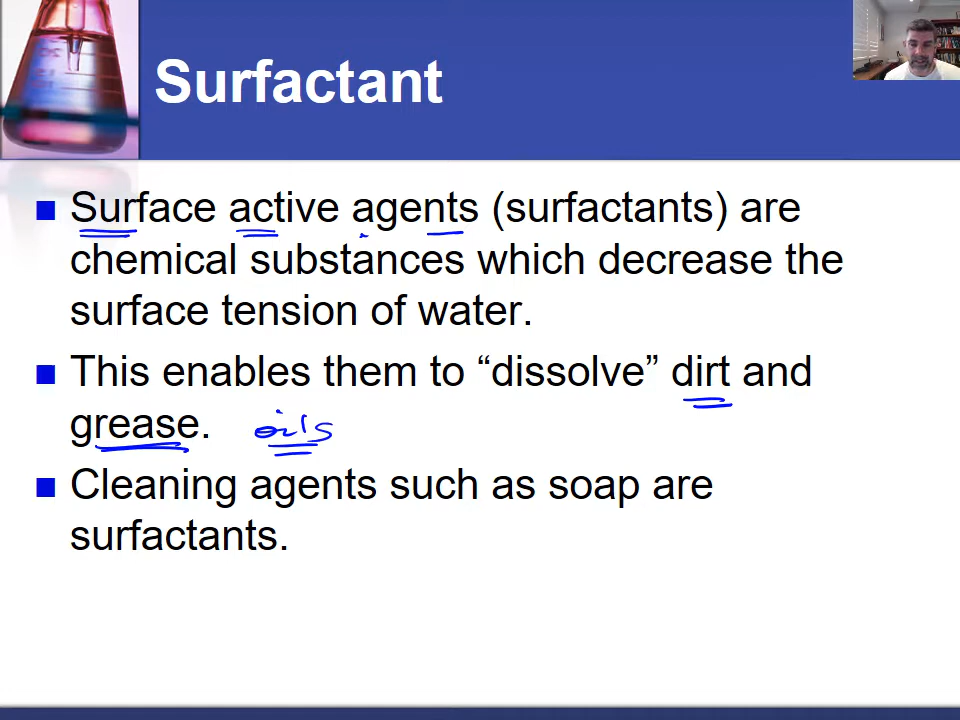 Surfactant
Surface active agents (surfactants) are
chemical substances which decrease the
surface tension of water.
This enables them to “dissolve” dirt and
grease. oils
Cleaning agents such as soap are
surfactants.